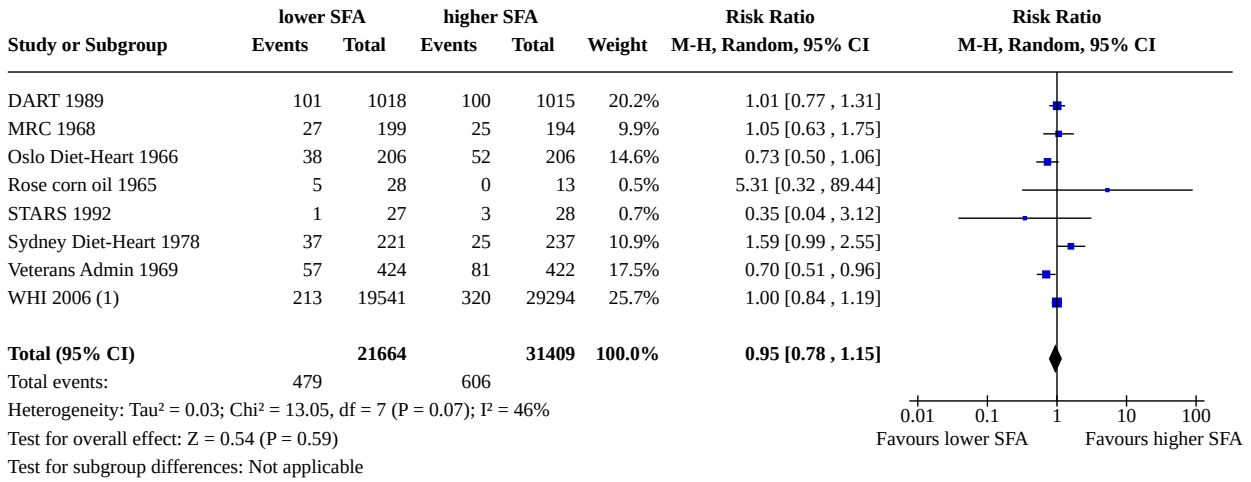 lower SFA higher SFA Risk Ratio Risk Ratio
Study or Subgroup Events Total Events Total Weight M-H, Random, 95% CI M-H, Random, 95% CI
DART 1989 101 1018 100 1015 20.2% 1.01 [0.77 , 1.31]
MRC 1968 27 199 25 194 9.9% 1.05 [0.63 , 1.75]
Oslo Diet-Heart 1966 38 206 52 206 14.6% 0.73 [0.50 , 1.06]
Rose corn oil 1965 5 28 0 13 0.5% 5.31 [0.32 , 89.44]
STARS 1992 1 27 3 28 0.7% 0.35 [0.04 , 3.12]
Sydney Diet-Heart 1978 37 221 25 237 10.9% 1.59 [0.99 , 2.55]
Veterans Admin 1969 57 424 81 422 17.5% 0.70 [0.51 , 0.96]
WHI 2006 (1) 213 19541 320 29294 25.7% 1.00 [0.84 , 1.19]
Total (95% CI) 21664 31409 100.0% 0.95 [0.78 , 1.15]
Total events: 479 606
Heterogeneity: Tau² = 0.03; Chi² = 13.05, df = 7 (P = 0.07); I² = 46%
Test for overall effect: Z = 0.54 (P = 0.59)
Test for subgroup differences: Not applicable
0.01 0.1 1 10 100
Favours lower SFA Favours higher SFA